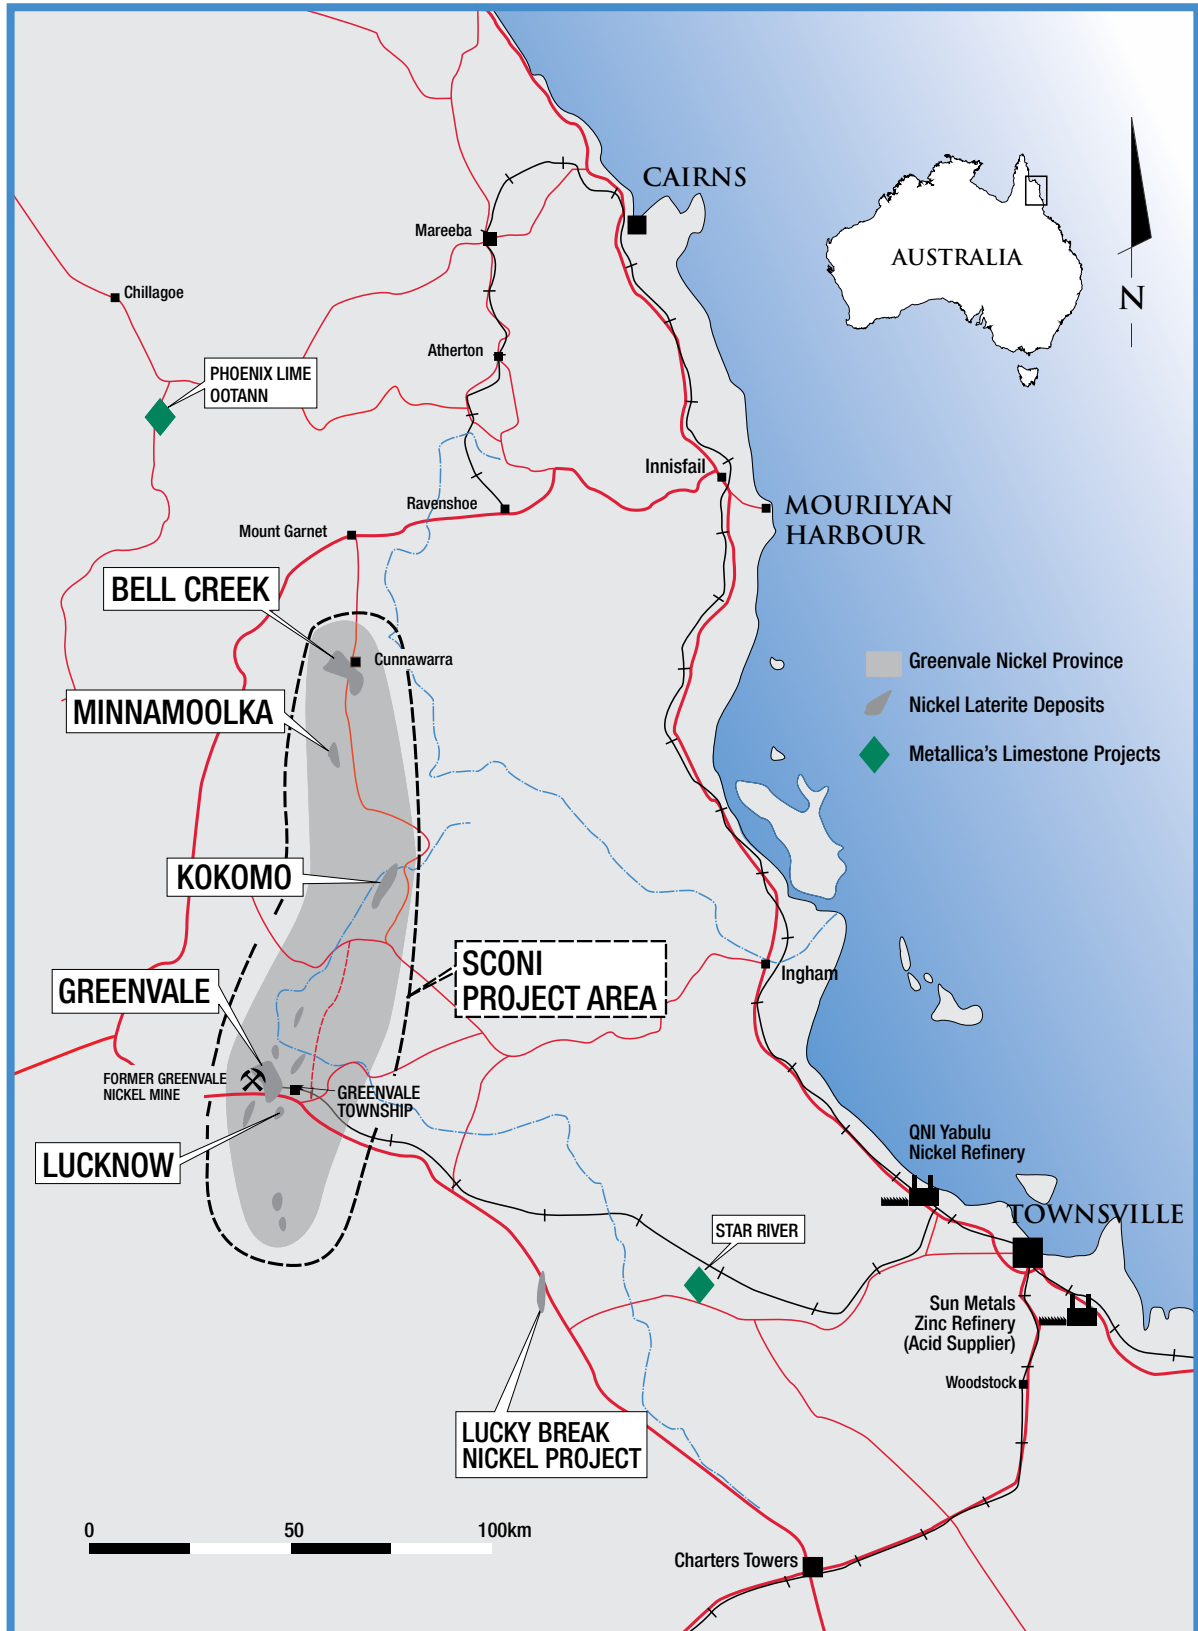 CAIRNS
Mareeba
AUSTRALIA
N
Chillagoe
Atherton
PHOENIX LIME
OOTANN
Innisfail
Ravenshoe
MOURILYAN
HARBOUR
Mount Garnet
BELL CREEK
Cunnawarra
Greenvale Nickel Province
Nickel Laterite Deposits
Metallica's Limestone Projects
MINNAMOOLKA
KOKOMO
SCONI
PROJECT AREA
Ingham
GREENVALE
FORMER GREENVALE
NICKEL MINE
GREENVALE
TOWNSHIP
LUCKNOW
QNI Yabulu
Nickel Refinery
TOWNSVILLE
STAR RIVER
Sun Metals
Zinc Refinery
(Acid Supplier)
Woodstock
LUCKY BREAK
NICKEL PROJECT
0 50 100km
Charters Towers